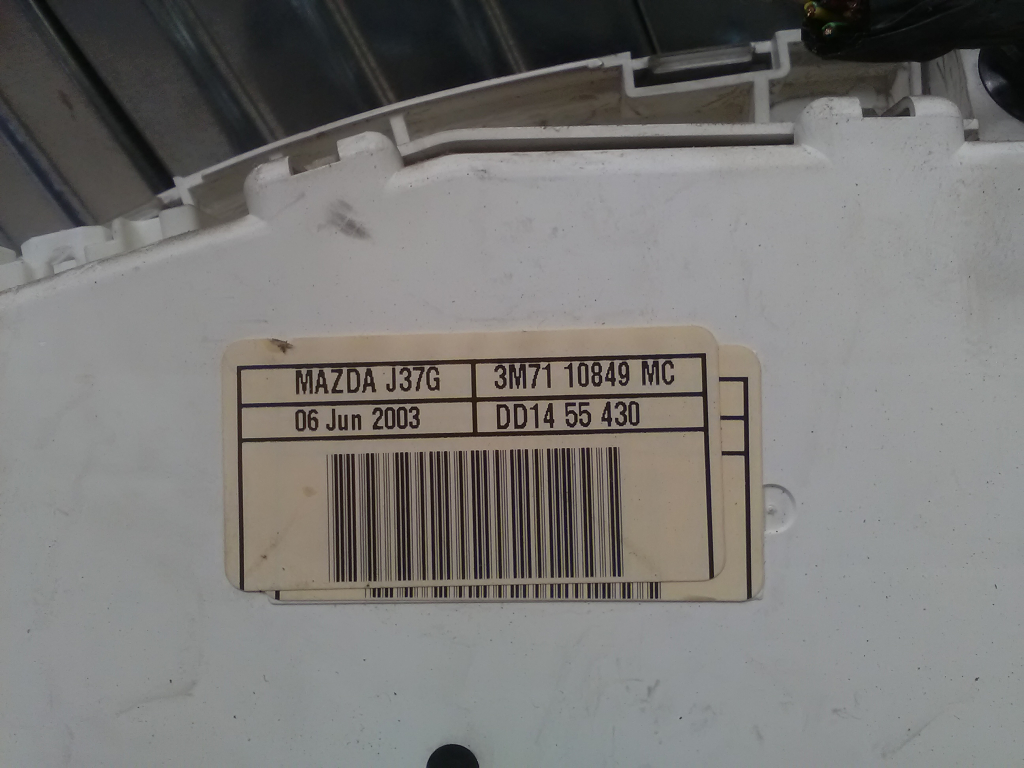 MAZDA J37G 3M71 10849 MC
06 Jun 2003 DD14 55 430